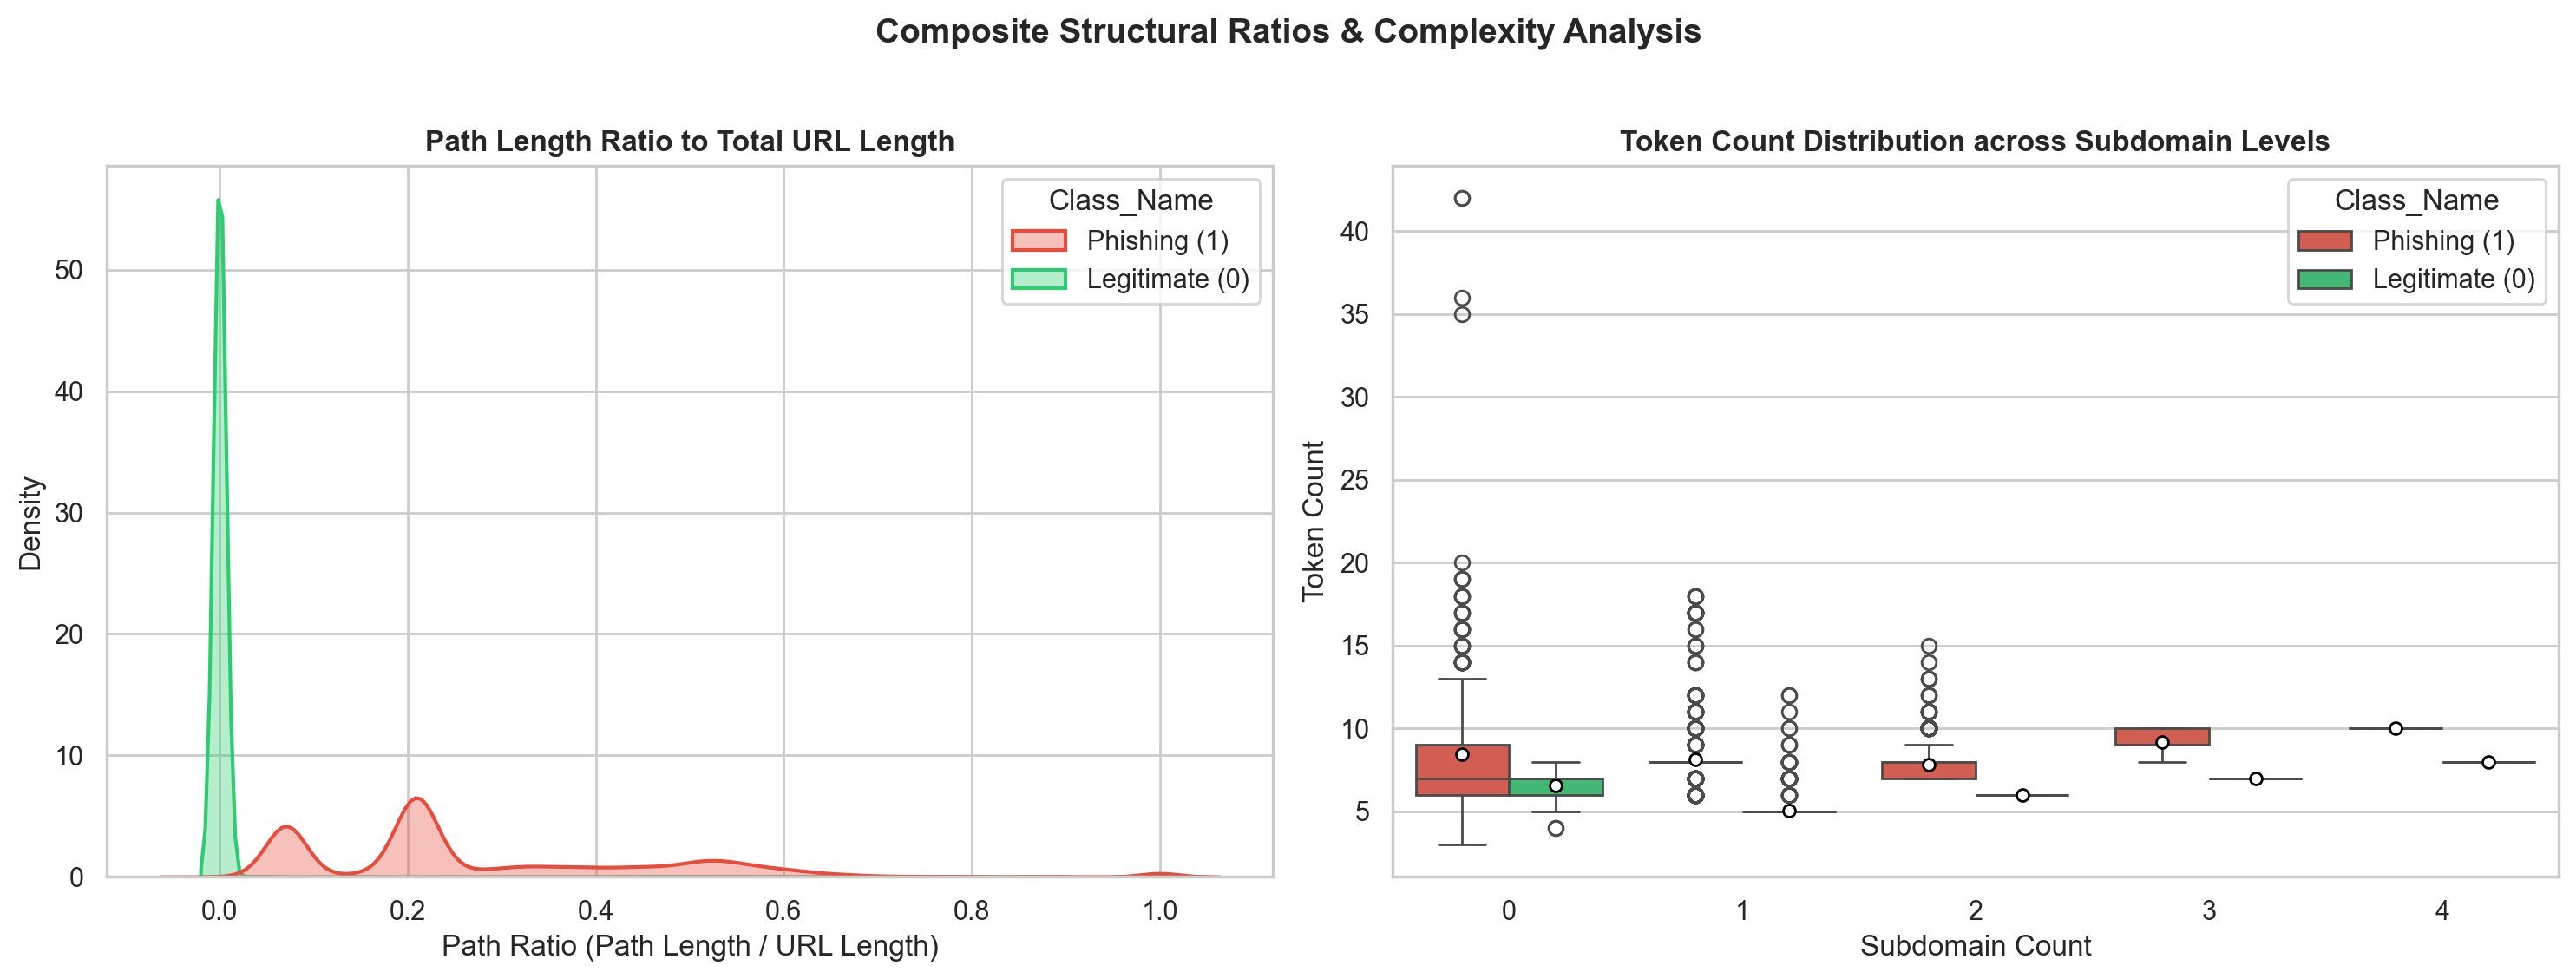 Composite Structural Ratios & Complexity Analysis
Path Length Ratio to Total URL Length
Class_Name
Phishing (1)
Legitimate (0)
50
40
30
20
10
0
Density
0.0 0.2 0.4 0.6 0.8 1.0
Path Ratio (Path Length / URL Length)
Token Count Distribution across Subdomain Levels
Class_Name
Phishing (1)
Legitimate (0)
40
35
30
25
20
15
10
5
Token Count
0 1 2 3 4
Subdomain Count